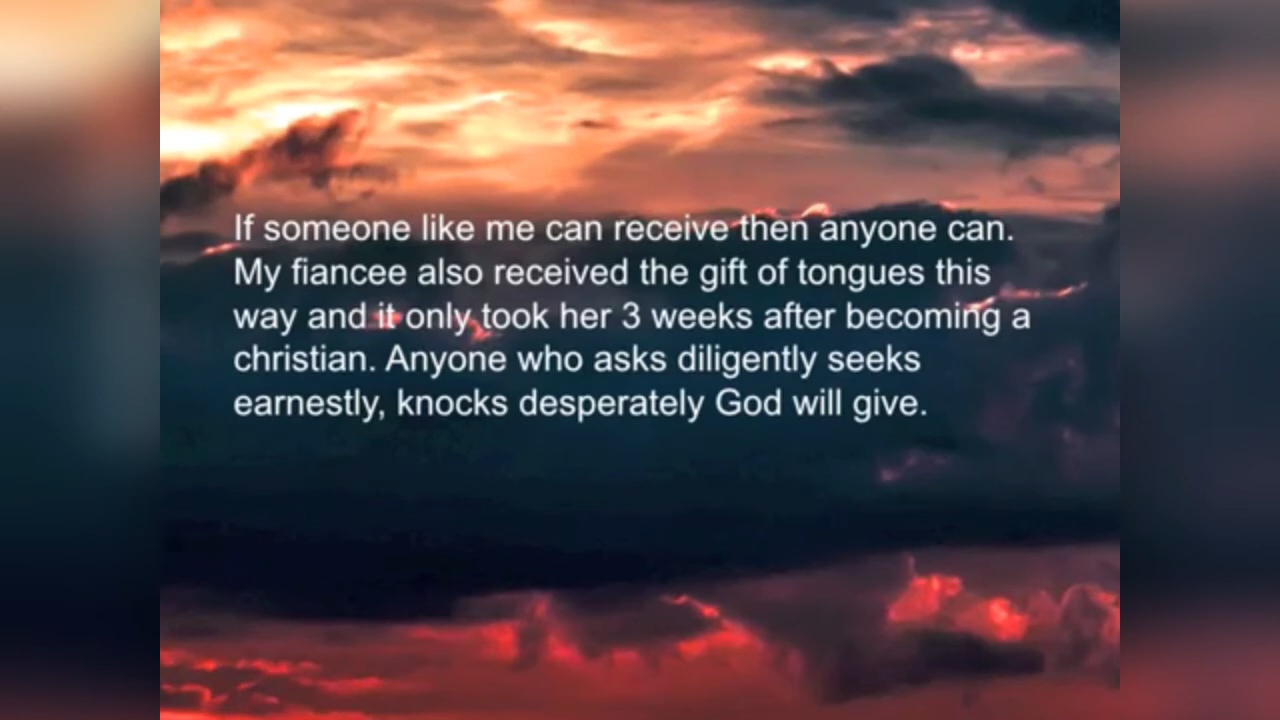 If someone like me can receive then anyone can.
My fiancee also received the gift of tongues this
way and it only took her 3 weeks after becoming a
christian. Anyone who asks diligently seeks
earnestly, knocks desperately God will give.